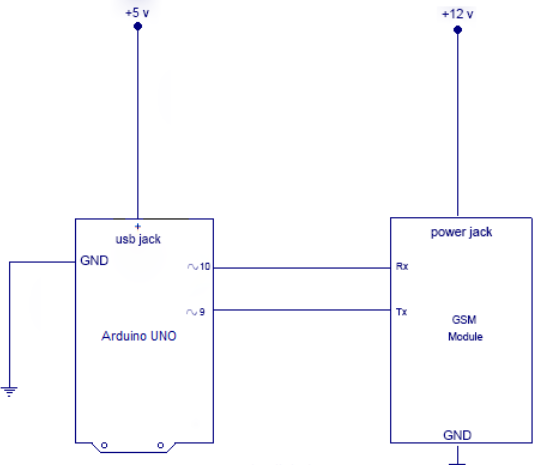 +5 v
+12 v
+
usb jack
power jack
GND
~10
Rx
~9
Tx
GSM
Module
Arduino UNO
GND